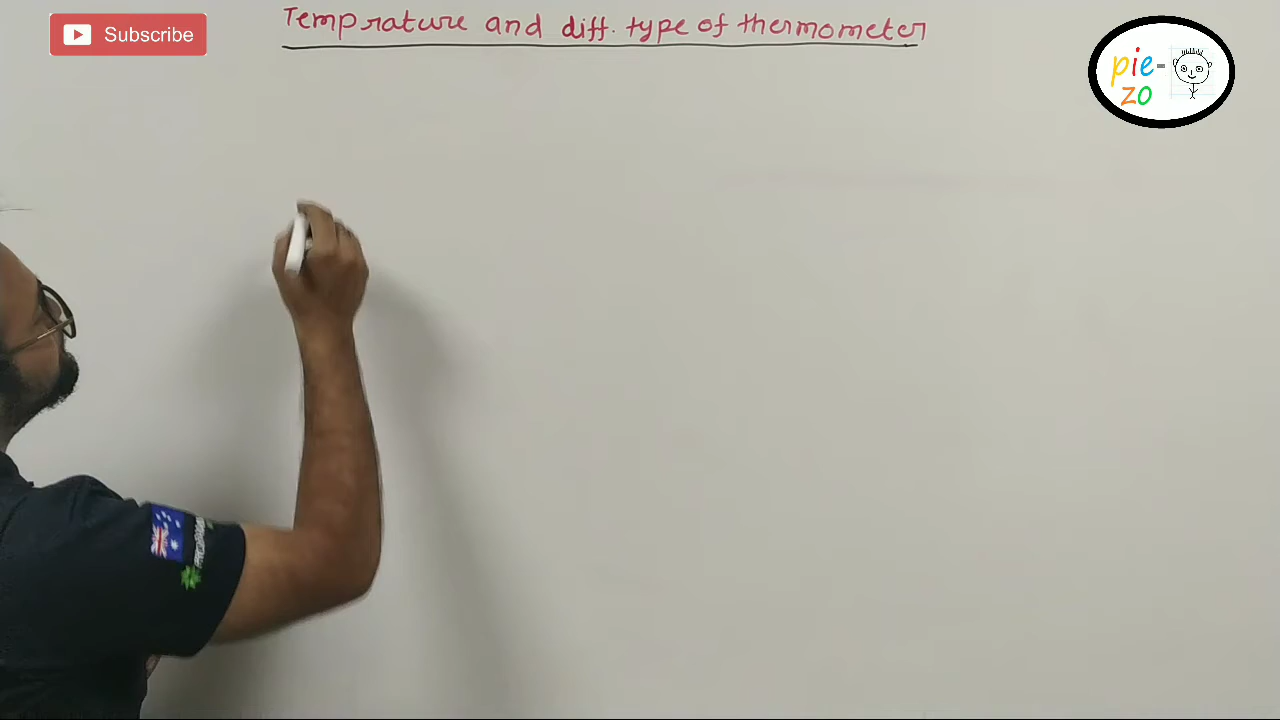 Temprature and diff. type of thermometer
Subscribe
pie-
zo